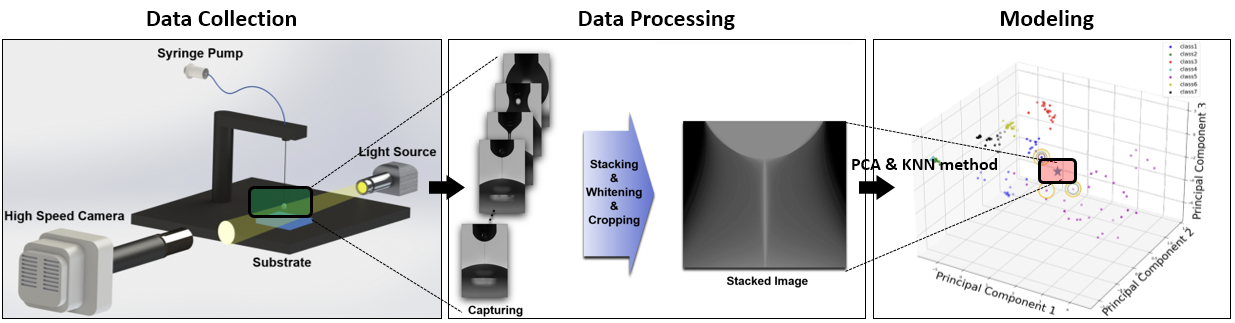 Data Collection
Data Processing
Modeling
Syringe Pump
Light Source
High Speed Camera
Substrate
Capturing
Stacking
&
Whitening
&
Cropping
Stacked Image
PCA & KNN method
class1
class2
class3
class4
class5
class6
class7
Principal Component 3
Principal Component 2
Principal Component 1